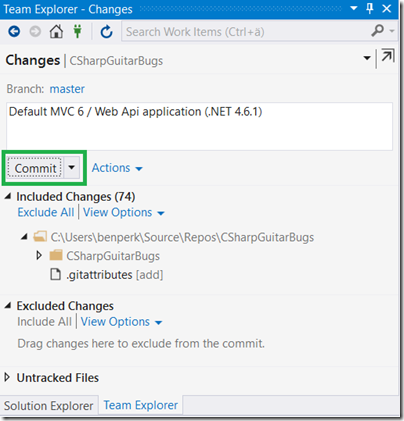 Team Explorer - Changes
Search Work Items (Ctrl+ä)
Changes | CSharpGuitarBugs
Branch: master
Default MVC 6 / Web Api application (.NET 4.6.1)
Commit Actions
Included Changes (74)
Exclude All | View Options
C:\Users\benperk\Source\Repos\CSharpGuitarBugs
CSharpGuitarBugs
.gitattributes [add]
Excluded Changes
Include All | View Options
Drag changes here to exclude from the commit.
Untracked Files
Solution Explorer Team Explorer